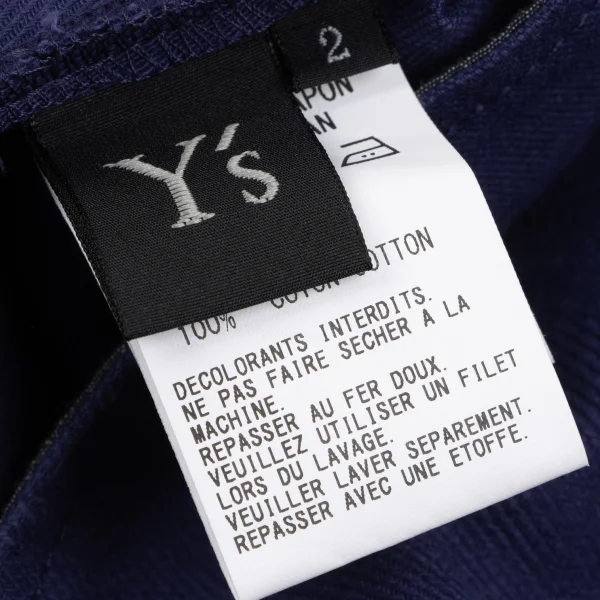 2
Y's
APON
AN
100% COTON COTTON
DECOLORANTS INTERDITS.
NE PAS FAIRE SECHER A LA
MACHINE.
REPASSER AU FER DOUX.
VEUILLEZ UTILISER UN FILET
LORS DU LAVAGE.
VEUILLER LAVER SEPAREMENT.
REPASSER AVEC UNE ETOFFE.